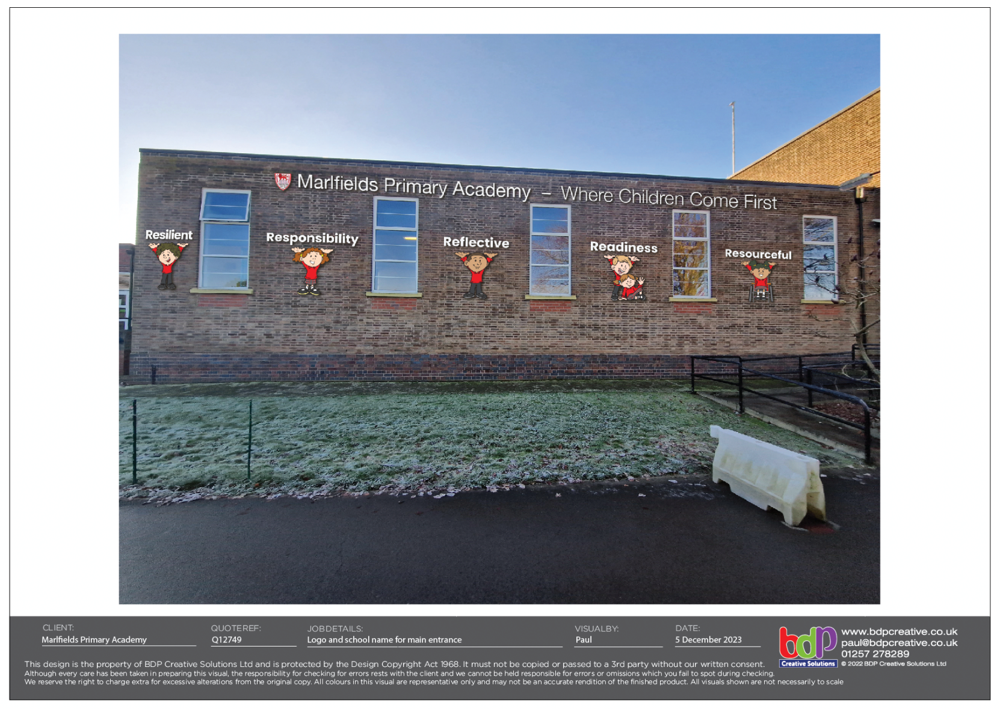 Marlfields Primary Academy – Where Children Come First
Resilient
Responsibility
Reflective
Readiness
Resourceful
CLIENT:
Marlfields Primary Academy
QUOTEREF:
Q12749
JOBDETAILS:
Logo and school name for main entrance
VISUALBY:
Paul
DATE:
5 December 2023
bdp
Creative Solutions
www.bdpcreative.co.uk
paul@bdpcreative.co.uk
01257 278289
© 2022 BDP Creative Solutions Ltd
This design is the property of BDP Creative Solutions Ltd and is protected by the Design Copyright Act 1968. It must not be copied or passed to a 3rd party without our written consent.
Although every care has been taken in preparing this visual, the responsibility for checking for errors rests with the client and we cannot be held responsible for errors or omissions which you fail to spot during checking.
We reserve the right to charge extra for excessive alterations from the original copy. All colours in this visual are representative only and may not be an accurate rendition of the finished product. All visuals shown are not necessarily to scale